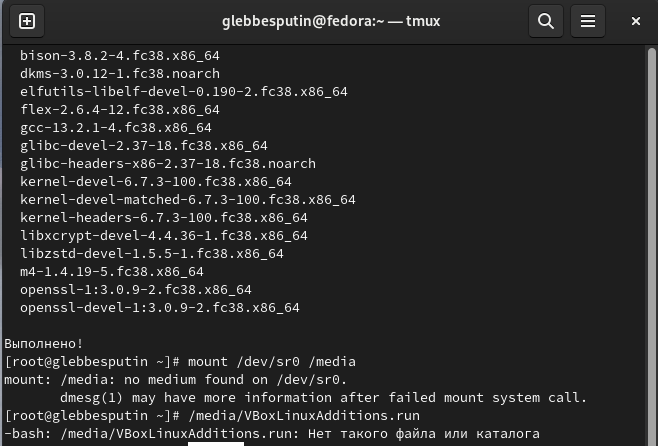 glebbesputin@fedora:~ — tmux
bison-3.8.2-4.fc38.x86_64
dkms-3.0.12-1.fc38.noarch
elfutils-libelf-devel-0.190-2.fc38.x86_64
flex-2.6.4-12.fc38.x86_64
gcc-13.2.1-4.fc38.x86_64
glibc-devel-2.37-18.fc38.x86_64
glibc-headers-x86-2.37-18.fc38.noarch
kernel-devel-6.7.3-100.fc38.x86_64
kernel-devel-matched-6.7.3-100.fc38.x86_64
kernel-headers-6.7.3-100.fc38.x86_64
libxcrypt-devel-4.4.36-1.fc38.x86_64
libzstd-devel-1.5.5-1.fc38.x86_64
m4-1.4.19-5.fc38.x86_64
openssl-1:3.0.9-2.fc38.x86_64
openssl-devel-1:3.0.9-2.fc38.x86_64
Выполнено!
[root@glebbesputin ~]# mount /dev/sr0 /media
mount: /media: no medium found on /dev/sr0.
dmesg(1) may have more information after failed mount system call.
[root@glebbesputin ~]# /media/VBoxLinuxAdditions.run
-bash: /media/VBoxLinuxAdditions.run: Нет такого файла или каталога